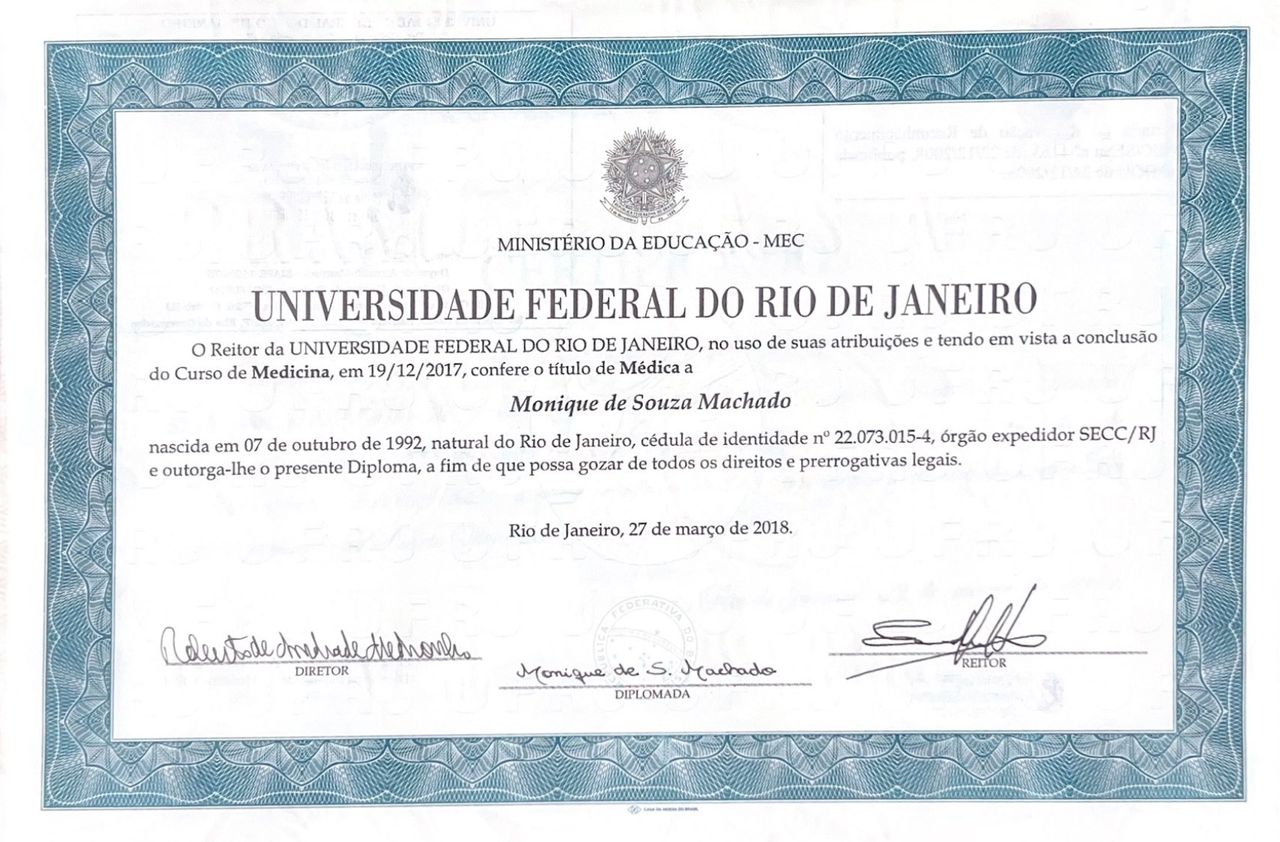 MINISTÉRIO DA EDUCAÇÃO - MEC
UNIVERSIDADE FEDERAL DO RIO DE JANEIRO
O Reitor da UNIVERSIDADE FEDERAL DO RIO DE JANEIRO, no uso de suas atribuições e tendo em vista a conclusão
do Curso de Medicina, em 19/12/2017, confere o título de Médica a
Monique de Souza Machado
nascida em 07 de outubro de 1992, natural do Rio de Janeiro, cédula de identidade nº 22.073.015-4, órgão expedidor SECC/RJ
e outorga-lhe o presente Diploma, a fim de que possa gozar de todos os direitos e prerrogativas legais.
Rio de Janeiro, 27 de março de 2018.
DIRETOR
Monique de S. Machado
DIPLOMADA
REITOR
CASA DA MOEDA DO BRASIL